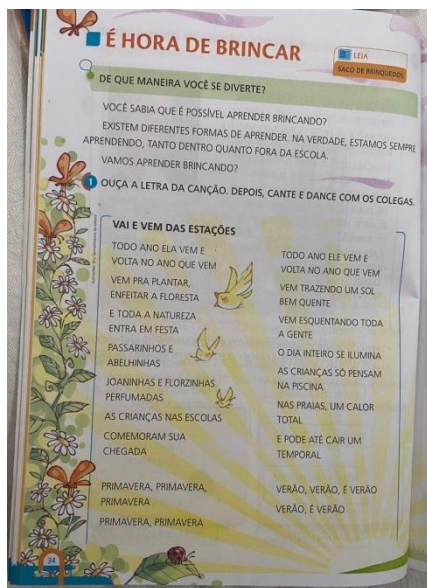 É HORA DE BRINCAR
LEIA
SACO DE BRINQUEDOS
DE QUE MANEIRA VOCÊ SE DIVERTE?
VOCÊ SABIA QUE É POSSÍVEL APRENDER BRINCANDO?
EXISTEM DIFERENTES FORMAS DE APRENDER. NA VERDADE, ESTAMOS SEMPRE
APRENDENDO, TANTO DENTRO QUANTO FORA DA ESCOLA.
VAMOS APRENDER BRINCANDO?
1 OUÇA A LETRA DA CANÇÃO. DEPOIS, CANTE E DANCE COM OS COLEGAS.
VAI E VEM DAS ESTAÇÕES
TODO ANO ELA VEM E
VOLTA NO ANO QUE VEM
VEM PRA PLANTAR,
ENFEITAR A FLORESTA
E TODA A NATUREZA
ENTRA EM FESTA
PASSARINHOS E
ABELHINHAS
JOANINHAS E FLORZINHAS
PERFUMADAS
AS CRIANÇAS NAS ESCOLAS
COMEMORAM SUA
CHEGADA
PRIMAVERA, PRIMAVERA,
PRIMAVERA
PRIMAVERA, PRIMAVERA
TODO ANO ELE VEM E
VOLTA NO ANO QUE VEM
VEM TRAZENDO UM SOL
BEM QUENTE
VEM ESQUENTANDO TODA
A GENTE
O DIA INTEIRO SE ILUMINA
AS CRIANÇAS SÓ PENSAM
NA PISCINA
NAS PRAIAS, UM CALOR
TOTAL
E PODE ATÉ CAIR UM
TEMPORAL
VERÃO, VERÃO, É VERÃO
VERÃO, É VERÃO
34